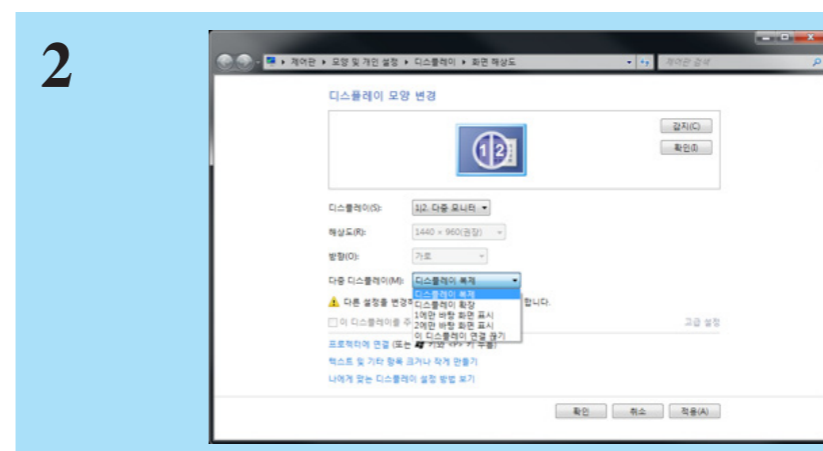 2
제어판 ▸ 모양 및 개인 설정 ▸ 디스플레이 ▸ 화면 해상도
제어판 검색
디스플레이 모양 변경
1 2
감지(C)
확인(I)
디스플레이(S): 1|2. 다중 모니터
해상도(R): 1440 × 960(권장)
방향(O): 가로
다중 디스플레이(M): 디스플레이 복제
디스플레이 복제
다른 설정을 변경 합니다.
디스플레이 확장
1에만 바탕 화면 표시
이 디스플레이를 주
2에만 바탕 화면 표시
고급 설정
이 디스플레이 연결 끊기
프로젝터에 연결 (또는 키와 <P> 키 누름)
텍스트 및 기타 항목 크거나 작게 만들기
나에게 맞는 디스플레이 설정 방법 보기
확인 취소 적용(A)